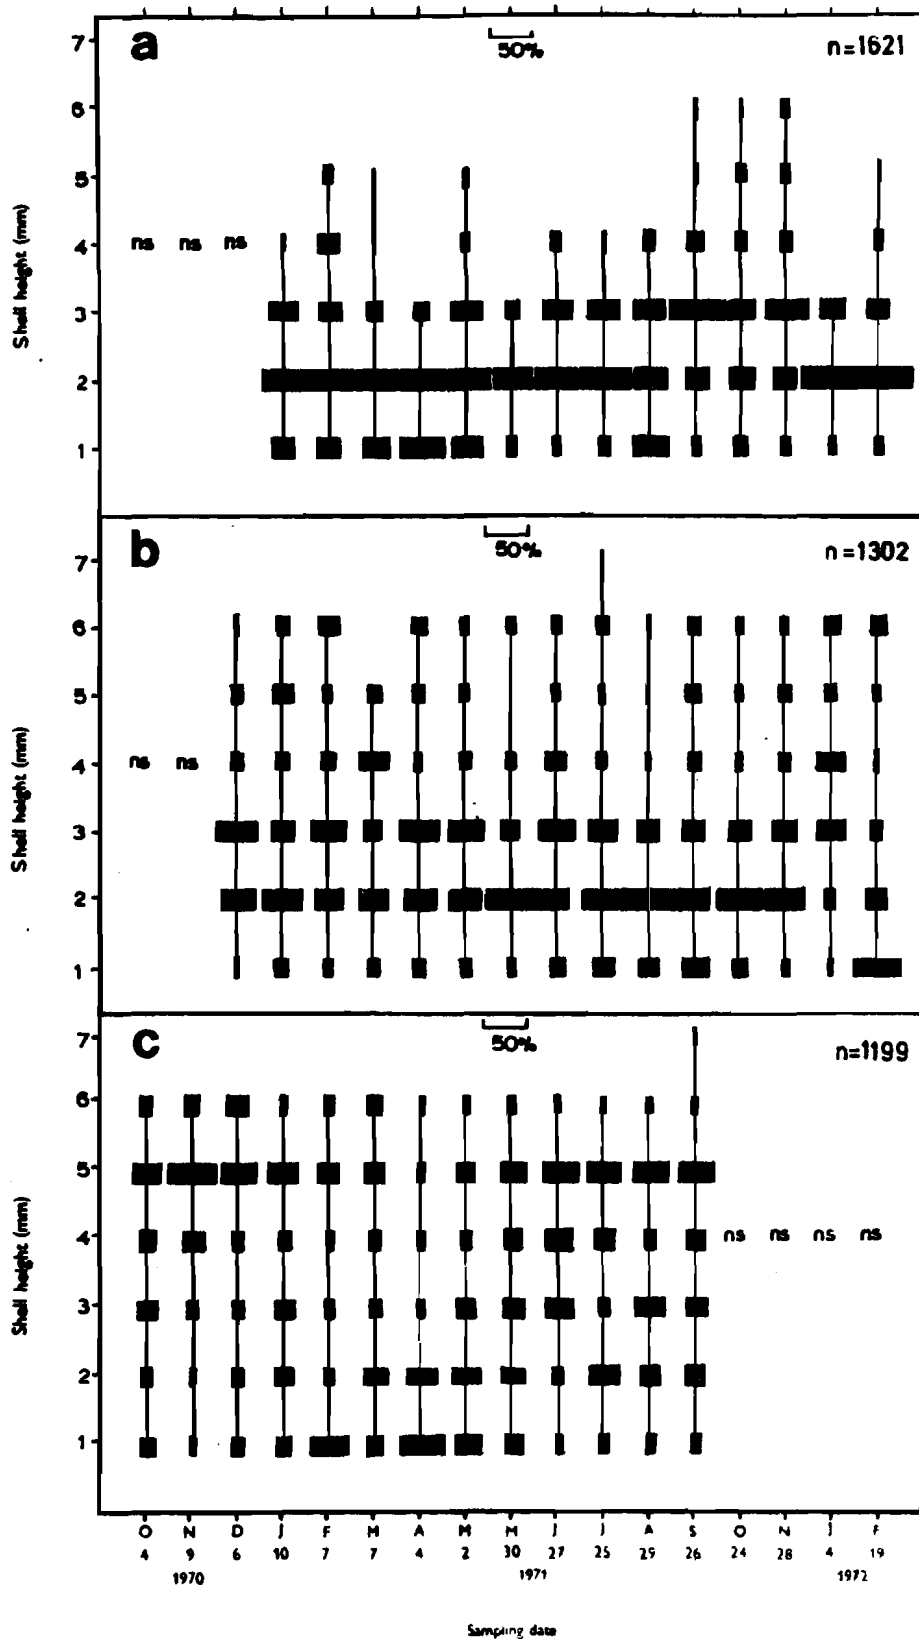 a
50%
n=1621
7
6
5
4
3
2
1
Shell height (mm)
ns ns ns
b
50%
n=1302
7
6
5
4
3
2
1
Shell height (mm)
ns ns
c
50%
n=1199
7
6
5
4
3
2
1
Shell height (mm)
ns ns ns ns
O N D J F M A M M J J A S O N J F
4 9 6 10 7 7 4 2 30 27 25 29 26 24 28 4 19
1970 1971 1972
Sampling date